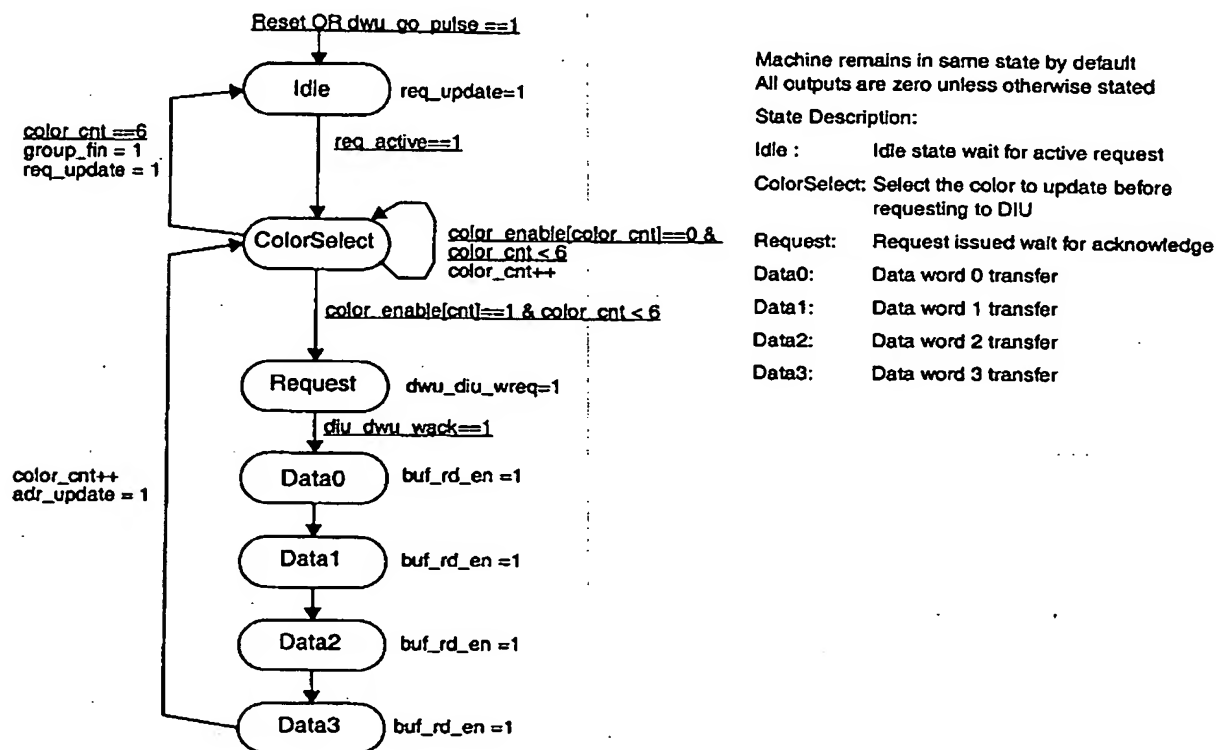 Reset OR dwu_go_pulse ==1
Idle
req_update=1
color_cnt ==6
group_fin = 1
req_update = 1
req_active==1
ColorSelect
color_enable[color_cnt]==0 &
color_cnt < 6
color_cnt++
color_enable[cnt]==1 & color_cnt < 6
Request
dwu_diu_wreq=1
diu_dwu_wack==1
color_cnt++
adr_update = 1
Data0
buf_rd_en =1
Data1
buf_rd_en =1
Data2
buf_rd_en =1
Data3
buf_rd_en =1
Machine remains in same state by default
All outputs are zero unless otherwise stated
State Description:
Idle : Idle state wait for active request
ColorSelect: Select the color to update before
requesting to DIU
Request: Request issued wait for acknowledge
Data0: Data word 0 transfer
Data1: Data word 1 transfer
Data2: Data word 2 transfer
Data3: Data word 3 transfer